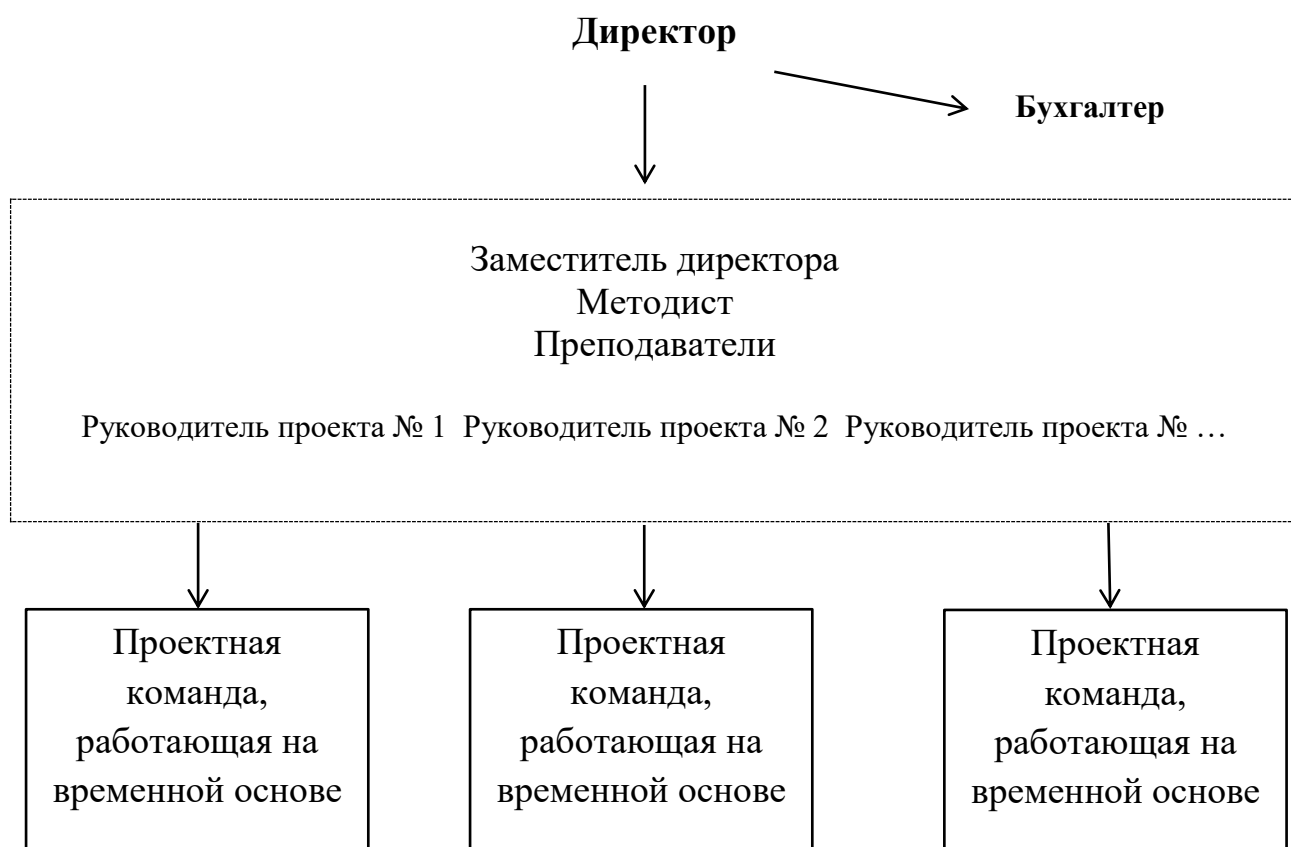 Директор
Бухгалтер
Заместитель директора
Методист
Преподаватели
Руководитель проекта № 1 Руководитель проекта № 2 Руководитель проекта № …
Проектная
команда,
работающая на
временной основе
Проектная
команда,
работающая на
временной основе
Проектная
команда,
работающая на
временной основе